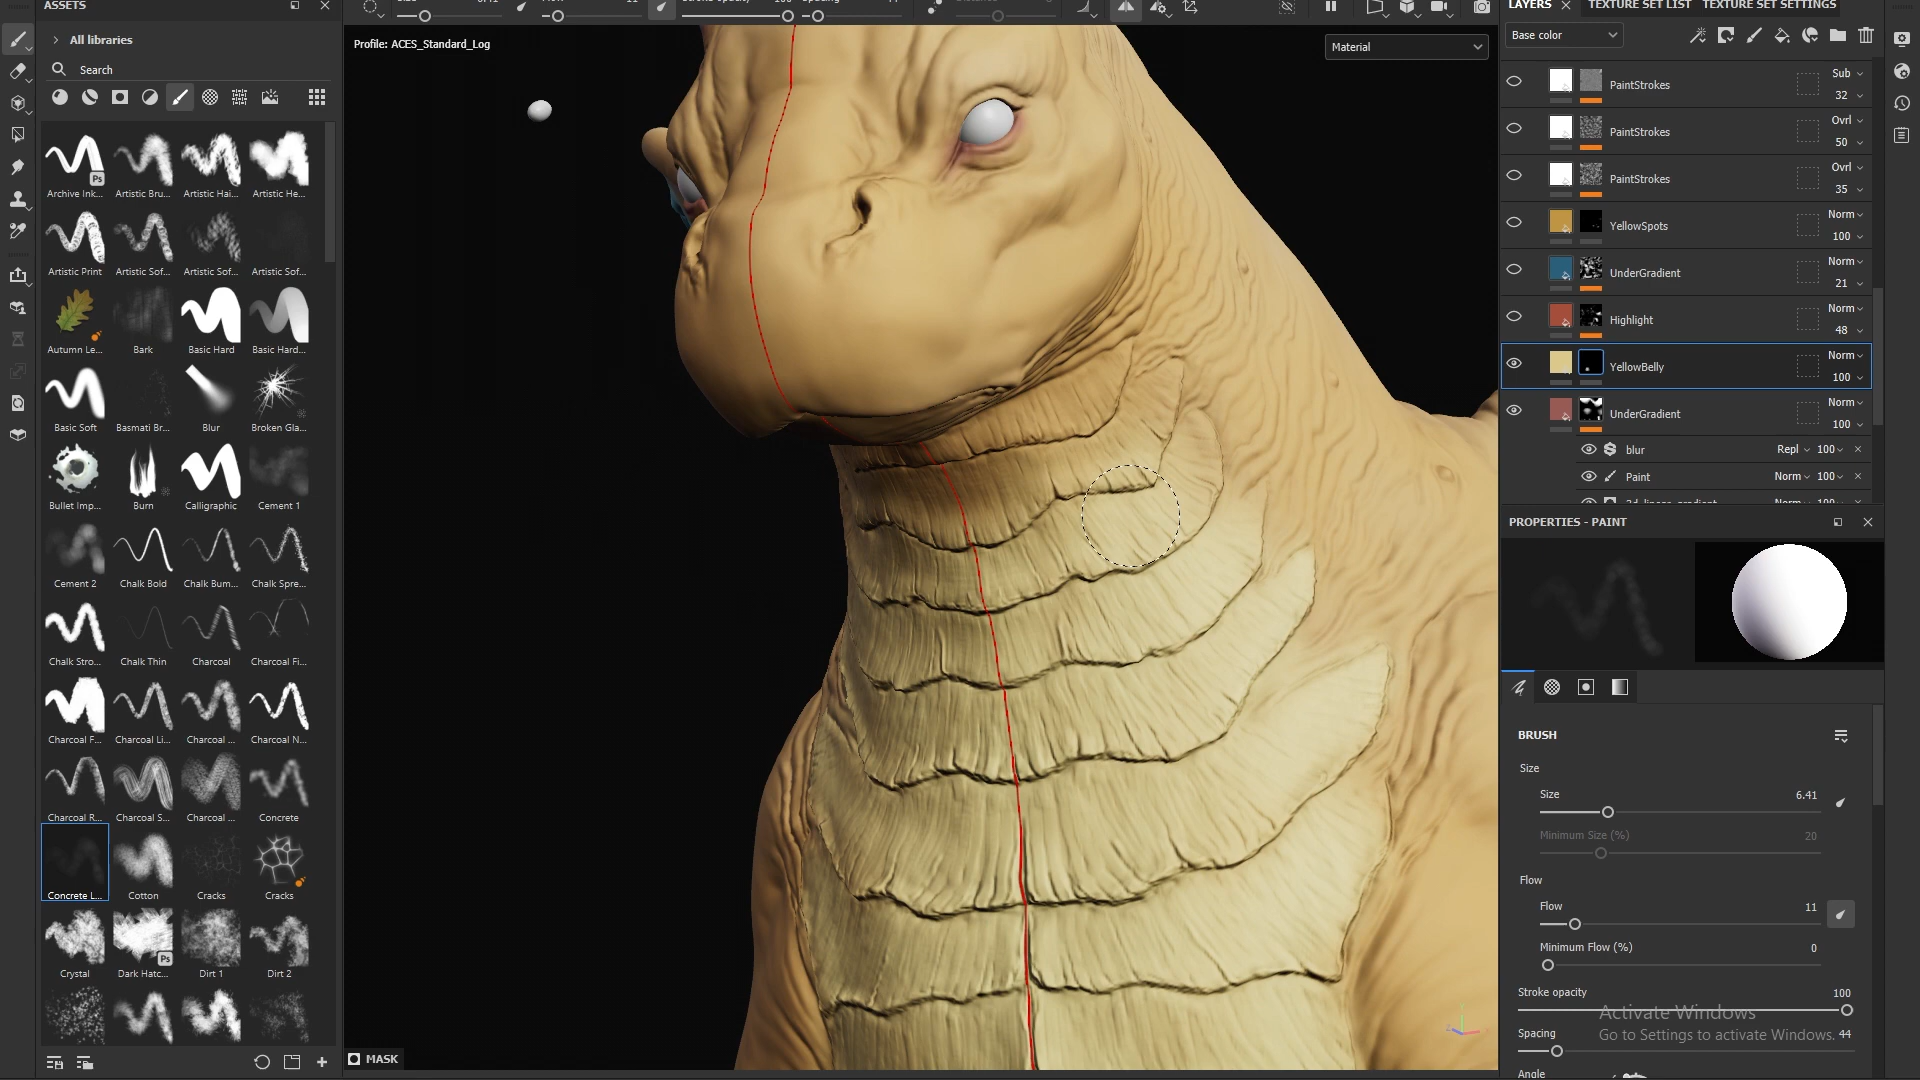 ASSETS
All libraries
Search
Archive Ink...
Artistic Bru...
Artistic Hai...
Artistic He...
Ps
Artistic Print
Artistic Sof...
Artistic Sof...
Artistic Sof...
Autumn Le...
Bark
Basic Hard
Basic Hard...
Basic Soft
Basmati Br...
Blur
Broken Gla...
Bullet Imp...
Burn
Calligraphic
Cement 1
Cement 2
Chalk Bold
Chalk Bum...
Chalk Spre...
Chalk Stro...
Chalk Thin
Charcoal
Charcoal Fi...
Charcoal F...
Charcoal Li...
Charcoal ...
Charcoal N...
Charcoal R...
Charcoal S...
Charcoal ...
Concrete
Concrete L...
Cotton
Cracks
Cracks
Crystal
Dark Hatc...
Dirt 1
Dirt 2
Ps
Profile: ACES_Standard_Log
Material
MASK
LAYERS
TEXTURE SET LIST
TEXTURE SET SETTINGS
Base color
PaintStrokes
Sub
32
PaintStrokes
Ovrl
50
PaintStrokes
Ovrl
35
YellowSpots
Norm
100
UnderGradient
Norm
21
Highlight
Norm
48
YellowBelly
Norm
100
UnderGradient
Norm
100
blur
Repl
100
Paint
Norm
100
PROPERTIES - PAINT
BRUSH
Size
Size
6.41
Minimum Size (%)
20
Flow
Flow
11
Minimum Flow (%)
0
Stroke opacity
100
Activate Windows
Go to Settings to activate Windows.
Spacing
44
Angle